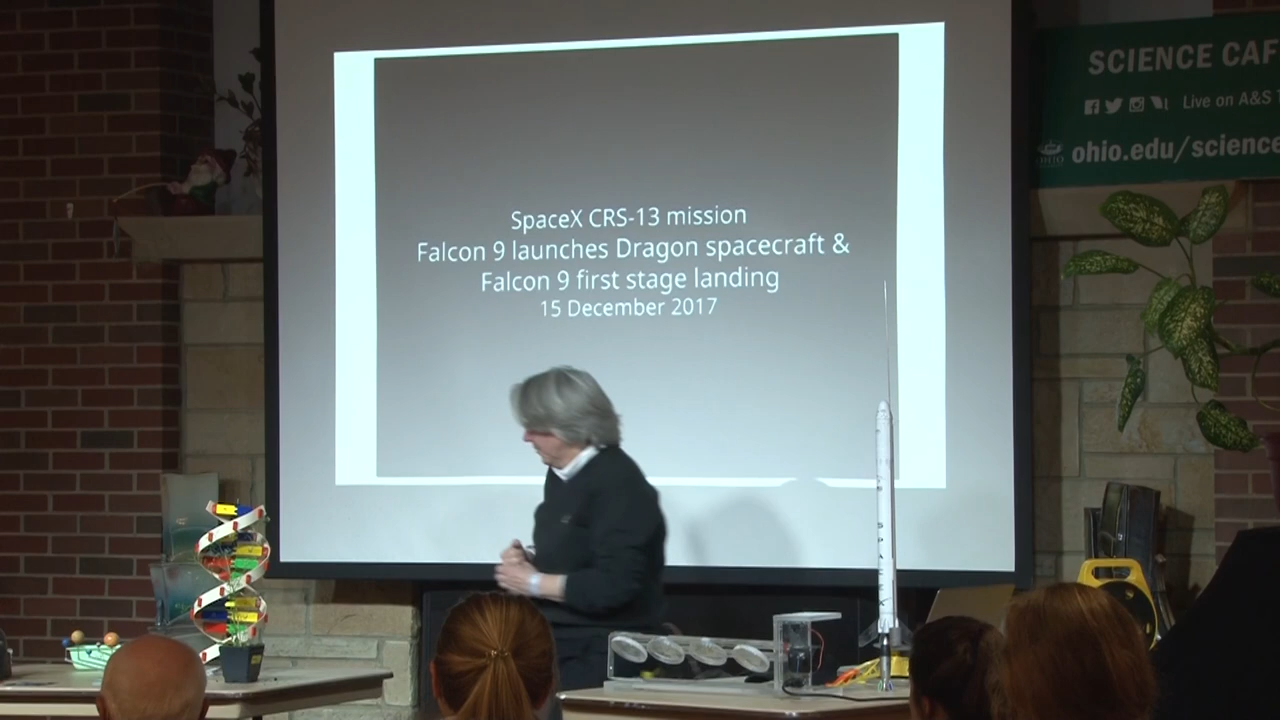 SpaceX CRS-13 mission
Falcon 9 launches Dragon spacecraft &
Falcon 9 first stage landing
15 December 2017
SCIENCE CAF
Live on A&S
OHIO
ohio.edu/science